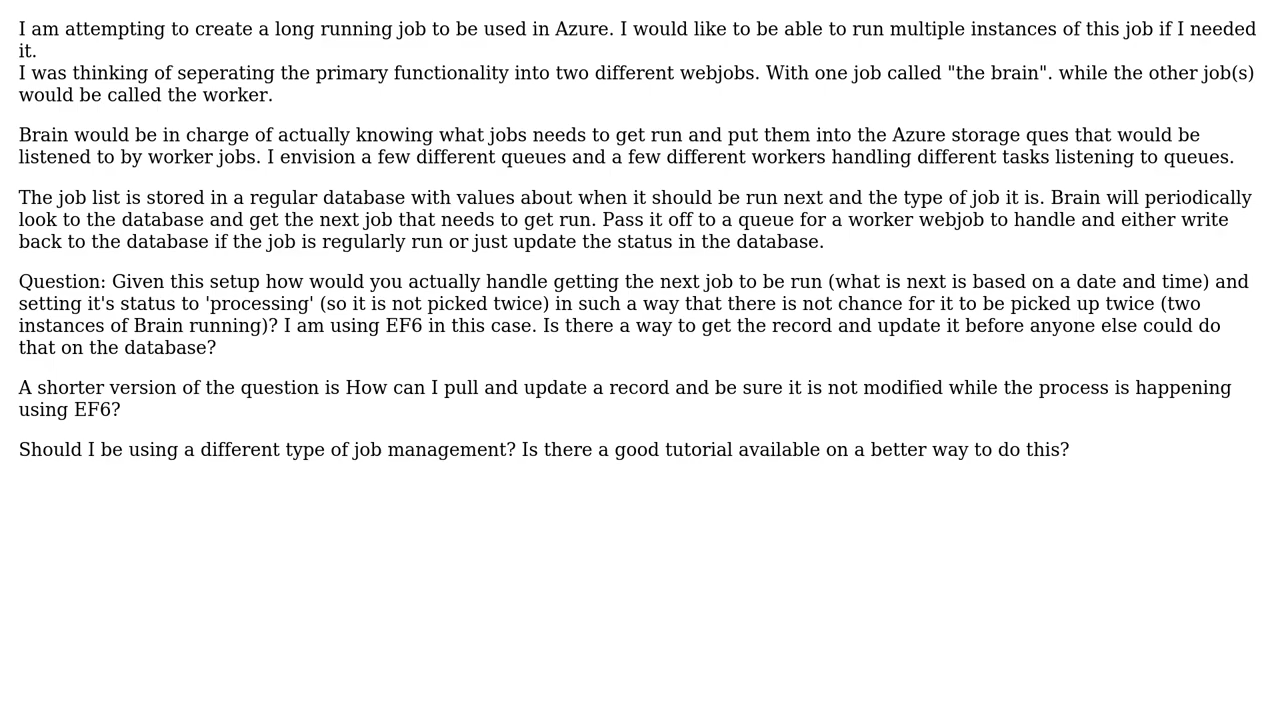 I am attempting to create a long running job to be used in Azure. I would like to be able to run multiple instances of this job if I needed
it.
I was thinking of seperating the primary functionality into two different webjobs. With one job called "the brain". while the other job(s)
would be called the worker.
Brain would be in charge of actually knowing what jobs needs to get run and put them into the Azure storage ques that would be
listened to by worker jobs. I envision a few different queues and a few different workers handling different tasks listening to queues.
The job list is stored in a regular database with values about when it should be run next and the type of job it is. Brain will periodically
look to the database and get the next job that needs to get run. Pass it off to a queue for a worker webjob to handle and either write
back to the database if the job is regularly run or just update the status in the database.
Question: Given this setup how would you actually handle getting the next job to be run (what is next is based on a date and time) and
setting it's status to 'processing' (so it is not picked twice) in such a way that there is not chance for it to be picked up twice (two
instances of Brain running)? I am using EF6 in this case. Is there a way to get the record and update it before anyone else could do
that on the database?
A shorter version of the question is How can I pull and update a record and be sure it is not modified while the process is happening
using EF6?
Should I be using a different type of job management? Is there a good tutorial available on a better way to do this?